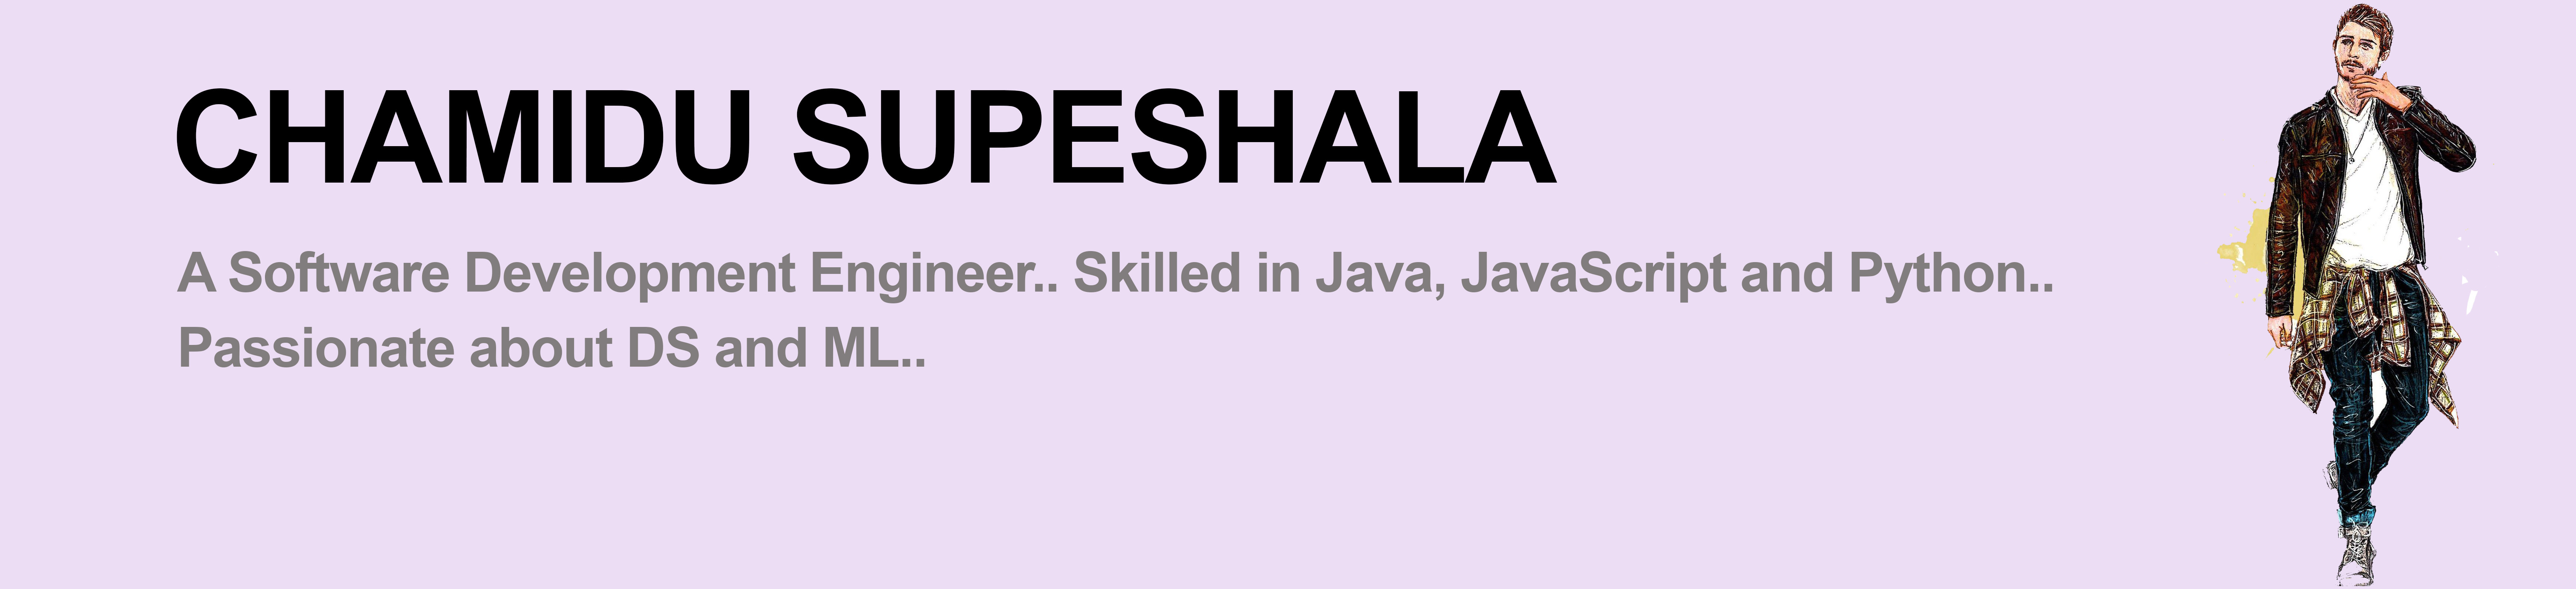 CHAMIDU SUPESHALA
A Software Development Engineer.. Skilled in Java, JavaScript and Python..
Passionate about DS and ML..